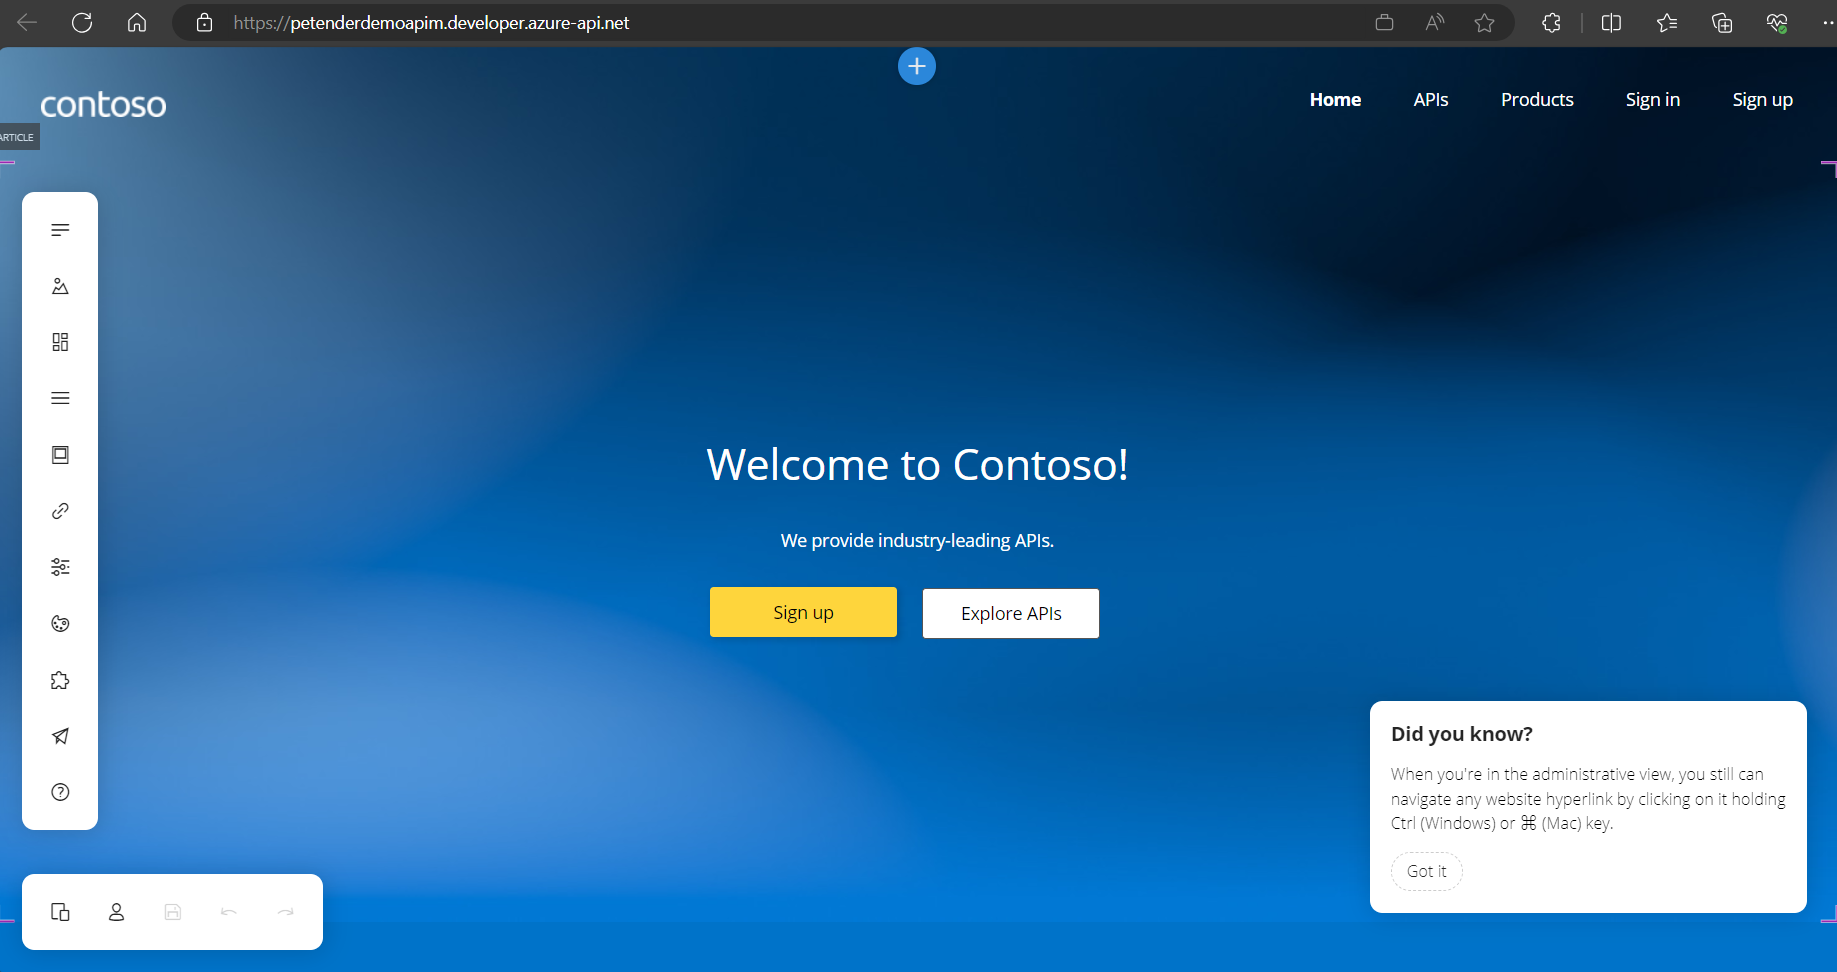 https://petenderdemoapim.developer.azure-api.net
contoso
Home
APIs
Products
Sign in
Sign up
ARTICLE
Welcome to Contoso!
We provide industry-leading APIs.
Sign up
Explore APIs
Did you know?
When you're in the administrative view, you still can
navigate any website hyperlink by clicking on it holding
Ctrl (Windows) or ⌘ (Mac) key.
Got it